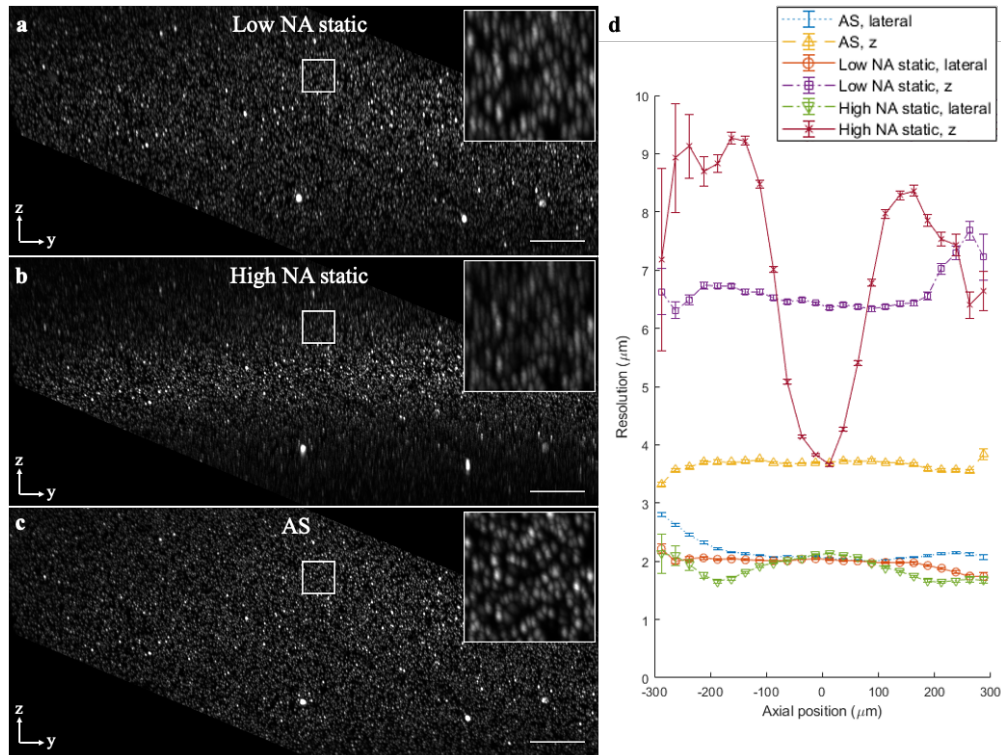 a
Low NA static
z
y
b
High NA static
z
y
c
AS
z
y
d
AS, lateral
AS, z
Low NA static, lateral
Low NA static, z
High NA static, lateral
High NA static, z
10
9
8
7
6
5
4
3
2
1
0
Resolution (μm)
-300 -200 -100 0 100 200 300
Axial position (μm)